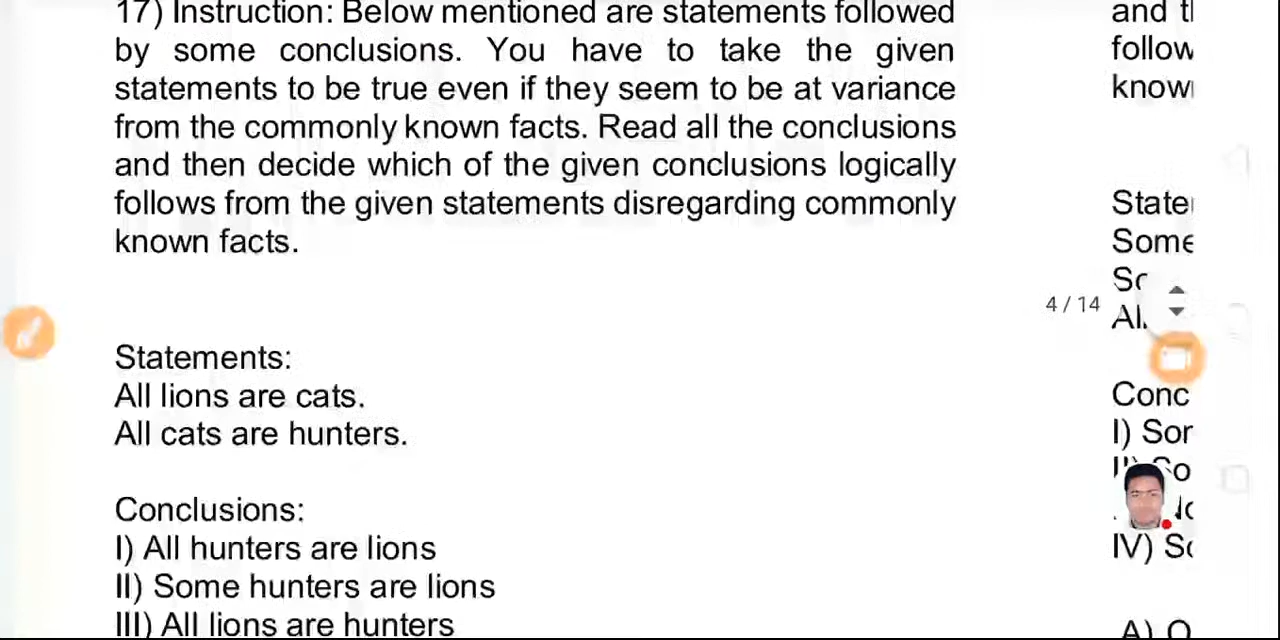 17) Instruction: Below mentioned are statements followed
by some conclusions. You have to take the given
statements to be true even if they seem to be at variance
from the commonly known facts. Read all the conclusions
and then decide which of the given conclusions logically
follows from the given statements disregarding commonly
known facts.
Statements:
All lions are cats.
All cats are hunters.
Conclusions:
I) All hunters are lions
II) Some hunters are lions
III) All lions are hunters
and
follow
know
4 / 14
Some
IV)
A)